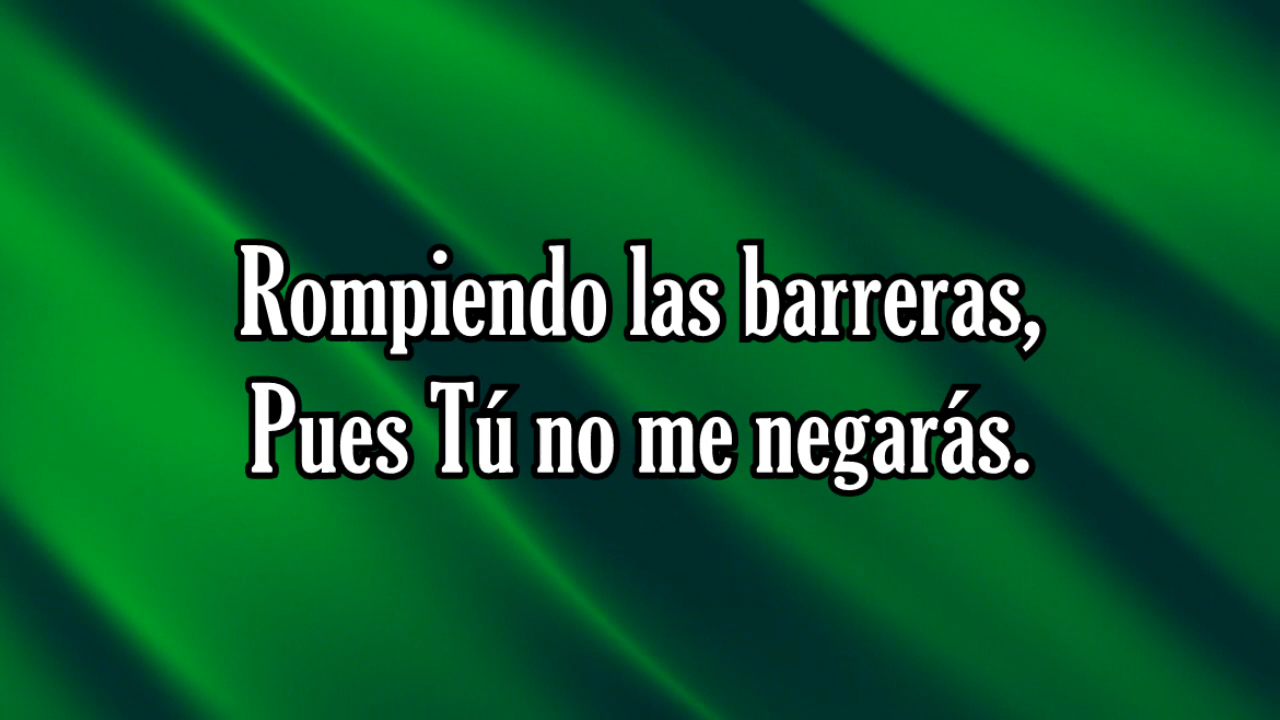 Rompiendo las barreras,
Pues Tú no me negarás.